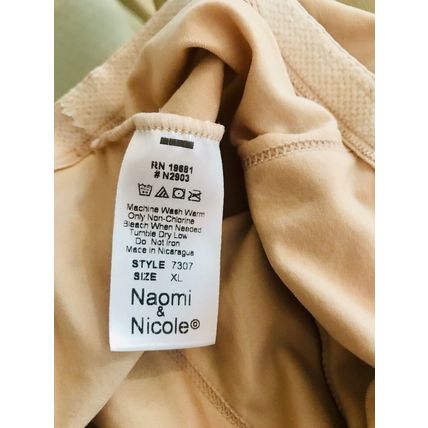 RN 19681
# N2903
Machine Wash Warm
Only Non-Chlorine
Bleach When Needed
Tumble Dry Low
Do Not Iron
Made in Nicaragua
STYLE 7307
SIZE XL
Naomi
&
Nicole©